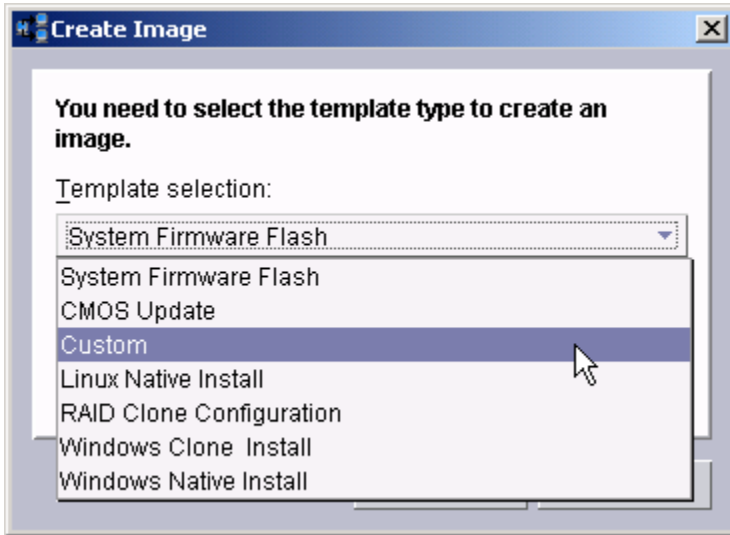 Create Image
You need to select the template type to create an
image.
Template selection:
System Firmware Flash
System Firmware Flash
CMOS Update
Custom
Linux Native Install
RAID Clone Configuration
Windows Clone  Install
Windows Native Install